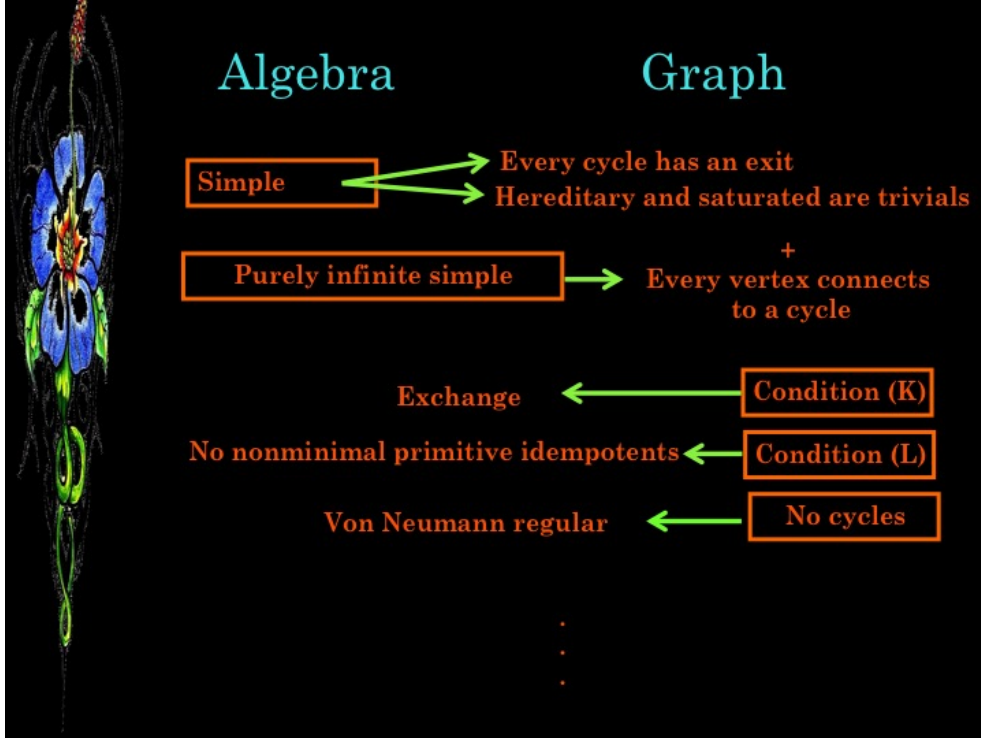 Algebra
Graph
Simple
Every cycle has an exit
Hereditary and saturated are trivials
+
Purely infinite simple
Every vertex connects
to a cycle
Exchange
Condition (K)
No nonminimal primitive idempotents
Condition (L)
Von Neumann regular
No cycles
.
.
.